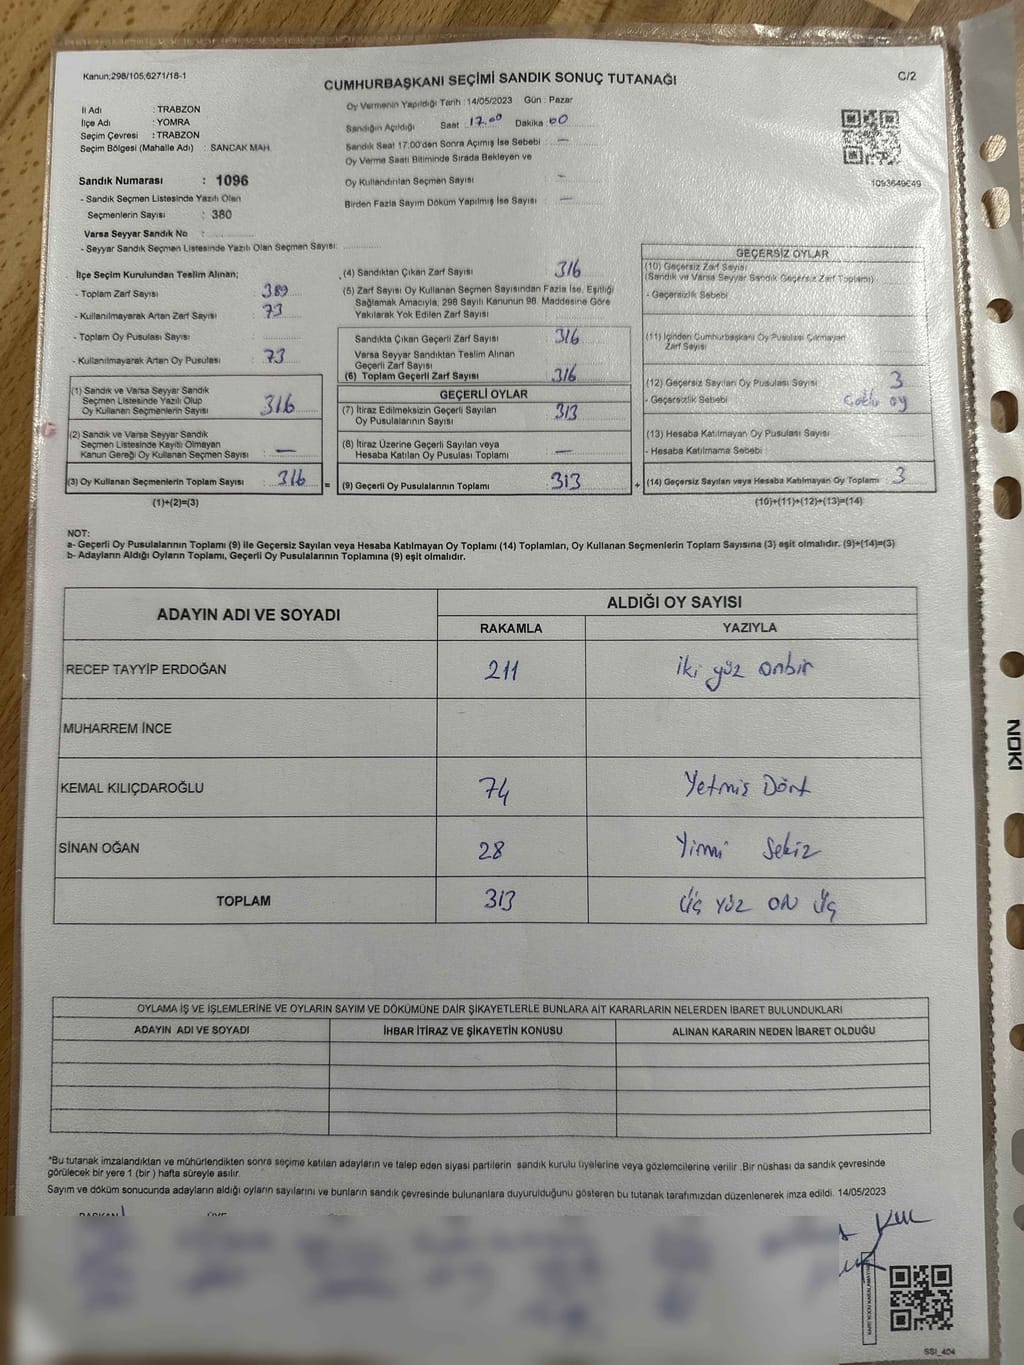 Kanun:298/105,6271/18-1
C/2
CUMHURBAŞKANI SEÇİMİ SANDIK SONUÇ TUTANAĞI
İl Adı : TRABZON
İlçe Adı : YOMRA
Seçim Çevresi : TRABZON
Seçim Bölgesi (Mahalle Adı) : SANCAK MAH.
Oy Vermenin Yapıldığı Tarih : 14/05/2023 Gün : Pazar
Sandığın Açıldığı Saat : 17.00 Dakika
Sandık Saat 17.00'den Sonra Açımış İse Sebebi : —
Oy Verme Saati Bitiminde Sırada Bekleyen ve
Oy Kullandırılan Seçmen Sayısı : —
Birden Fazla Sayım Döküm Yapılmış İse Sayısı : —
1093649649
Sandık Numarası : 1096
- Sandık Seçmen Listesinde Yazılı Olan
Seçmenlerin Sayısı : 380
Varsa Seyyar Sandık No :
- Seyyar Sandık Seçmen Listesinde Yazılı Olan Seçmen Sayısı:
İlçe Seçim Kurulundan Teslim Alınan;
- Toplam Zarf Sayısı : 389
- Kullanılmayarak Artan Zarf Sayısı : 73
- Toplam Oy Pusulası Sayısı :
- Kullanılmayarak Artan Oy Pusulası : 73
(1) Sandık ve Varsa Seyyar Sandık
Seçmen Listesinde Yazılı Olup
Oy Kullanan Seçmenlerin Sayısı : 316
(2) Sandık ve Varsa Seyyar Sandık
Seçmen Listesinde Kayıtlı Olmayan
Kanun Gereği Oy Kullanan Seçmen Sayısı : —
(3) Oy Kullanan Seçmenlerin Toplam Sayısı : 316
(1)+(2)=(3)
(4) Sandıktan Çıkan Zarf Sayısı 316
(5) Zarf Sayısı Oy Kullanan Seçmen Sayısından Fazla İse, Eşitliği
Sağlamak Amacıyla, 298 Sayılı Kanunun 98. Maddesine Göre
Yakılarak Yok Edilen Zarf Sayısı :
Sandıkta Çıkan Geçerli Zarf Sayısı : 316
Varsa Seyyar Sandıktan Teslim Alınan
Geçerli Zarf Sayısı :
(6) Toplam Geçerli Zarf Sayısı : 316
GEÇERLİ OYLAR
(7) İtiraz Edilmeksizin Geçerli Sayılan
Oy Pusulalarının Sayısı : 313
(8) İtiraz Üzerine Geçerli Sayılan veya
Hesaba Katılan Oy Pusulası Toplamı : —
= (9) Geçerli Oy Pusulalarının Toplamı : 313 +
GEÇERSİZ OYLAR
(10) Geçersiz Zarf Sayısı
(Sandık ve Varsa Seyyar Sandık Geçersiz Zarf Toplamı)
- Geçersizlik Sebebi
(11) İçinden Cumhurbaşkanı Oy Pusulası Çıkmayan
Zarf Sayısı
(12) Geçersiz Sayılan Oy Pusulası Sayısı : 3
- Geçersizlik Sebebi : oy
(13) Hesaba Katılmayan Oy Pusulası Sayısı
- Hesaba Katılmama Sebebi
(14) Geçersiz Sayılan veya Hesaba Katılmayan Oy Toplamı : 3
(10)+(11)+(12)+(13)=(14)
NOT:
a- Geçerli Oy Pusulalarının Toplamı (9) ile Geçersiz Sayılan veya Hesaba Katılmayan Oy Toplamı (14) Toplamları, Oy Kullanan Seçmenlerin Toplam Sayısına (3) eşit olmalıdır. (9)+(14)=(3)
b- Adayların Aldığı Oyların Toplamı, Geçerli Oy Pusulalarının Toplamına (9) eşit olmalıdır.
ADAYIN ADI VE SOYADI ALDIĞI OY SAYISI
RAKAMLA YAZIYLA
RECEP TAYYİP ERDOĞAN 211 iki yüz onbir
MUHARREM İNCE
KEMAL KILIÇDAROĞLU 74 Yetmiş Dört
SİNAN OĞAN 28 Yirmi Sekiz
TOPLAM 313 Üç YÜZ ON Üç
OYLAMA İŞ VE İŞLEMLERİNE VE OYLARIN SAYIM VE DÖKÜMÜNE DAİR ŞİKAYETLERLE BUNLARA AİT KARARLARIN NELERDEN İBARET BULUNDUKLARI
ADAYIN ADI VE SOYADI İHBAR İTİRAZ VE ŞİKAYETİN KONUSU ALINAN KARARIN NEDEN İBARET OLDUĞU
*Bu tutanak imzalandıktan ve mühürlendikten sonra seçime katılan adayların ve talep eden siyasi partilerin sandık kurulu üyelerine veya gözlemcilerine verilir .Bir nüshası da sandık çevresinde
görülecek bir yere 1 (bir ) hafta süreyle asılır.
Sayım ve döküm sonucunda adayların aldığı oyların sayılarını ve bunların sandık çevresinde bulunanlara duyurulduğunu gösteren bu tutanak tarafımızdan düzenlenerek imza edildi. 14/05/2023
BAŞKAN ÜYE
SSI_404
NOKI